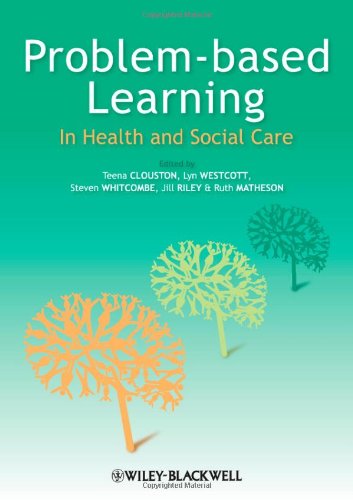 Problem-based
Learning
In Health and Social Care
Edited by
Copyrighted Material
Teena CLOUSTON, Lyn WESTCOTT,
Steven WHITCOMBE, Jill RILEY & Ruth MATHESON
WILEY-BLACKWELL
Copyrighted Material